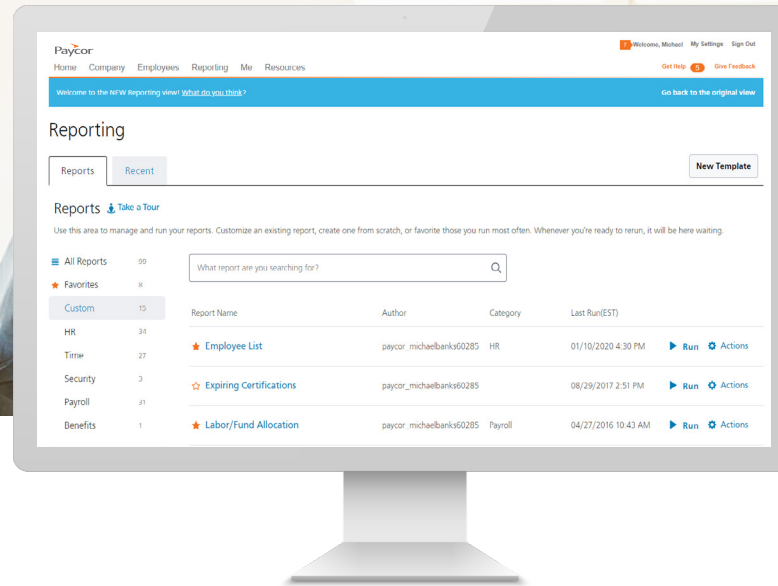 Paycor
7 Welcome, Michael My Settings Sign Out
Home Company Employees Reporting Me Resources
Get Help 5 Give Feedback
Welcome to the NEW Reporting view! What do you think?
Go back to the original view
Reporting
Reports Recent
New Template
Reports Take a Tour
Use this area to manage and run your reports. Customize an existing report, create one from scratch, or favorite those you run most often. Whenever you're ready to rerun, it will be here waiting.
All Reports 99
Favorites 8
Custom 15
HR 34
Time 27
Security 3
Payroll 31
Benefits 1
What report are you searching for?
Report Name Author Category Last Run(EST)
Employee List paycor_michaelbanks60285 HR 01/10/2020 4:30 PM Run Actions
Expiring Certifications paycor_michaelbanks60285 08/29/2017 2:51 PM Run Actions
Labor/Fund Allocation paycor_michaelbanks60285 Payroll 04/27/2016 10:43 AM Run Actions